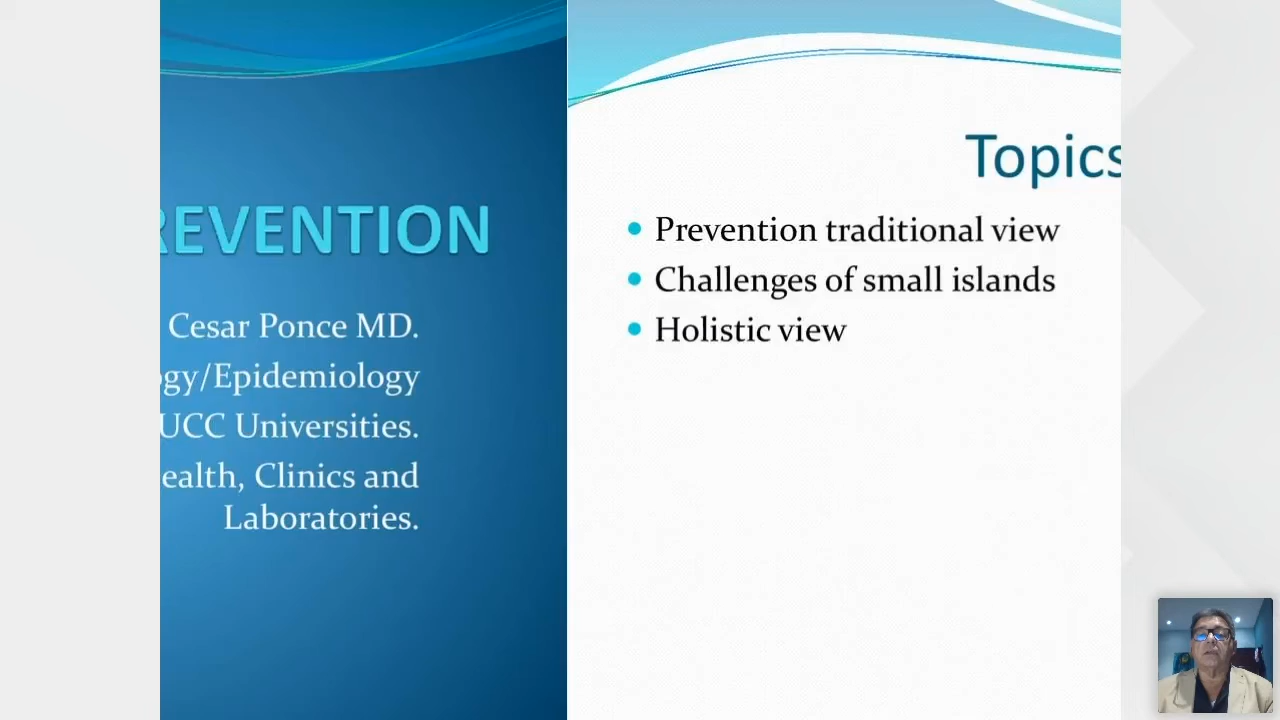 REVENTION
Cesar Ponce MD.
gy/Epidemiology
UCC Universities.
ealth, Clinics and
Laboratories.
Topics
• Prevention traditional view
• Challenges of small islands
• Holistic view